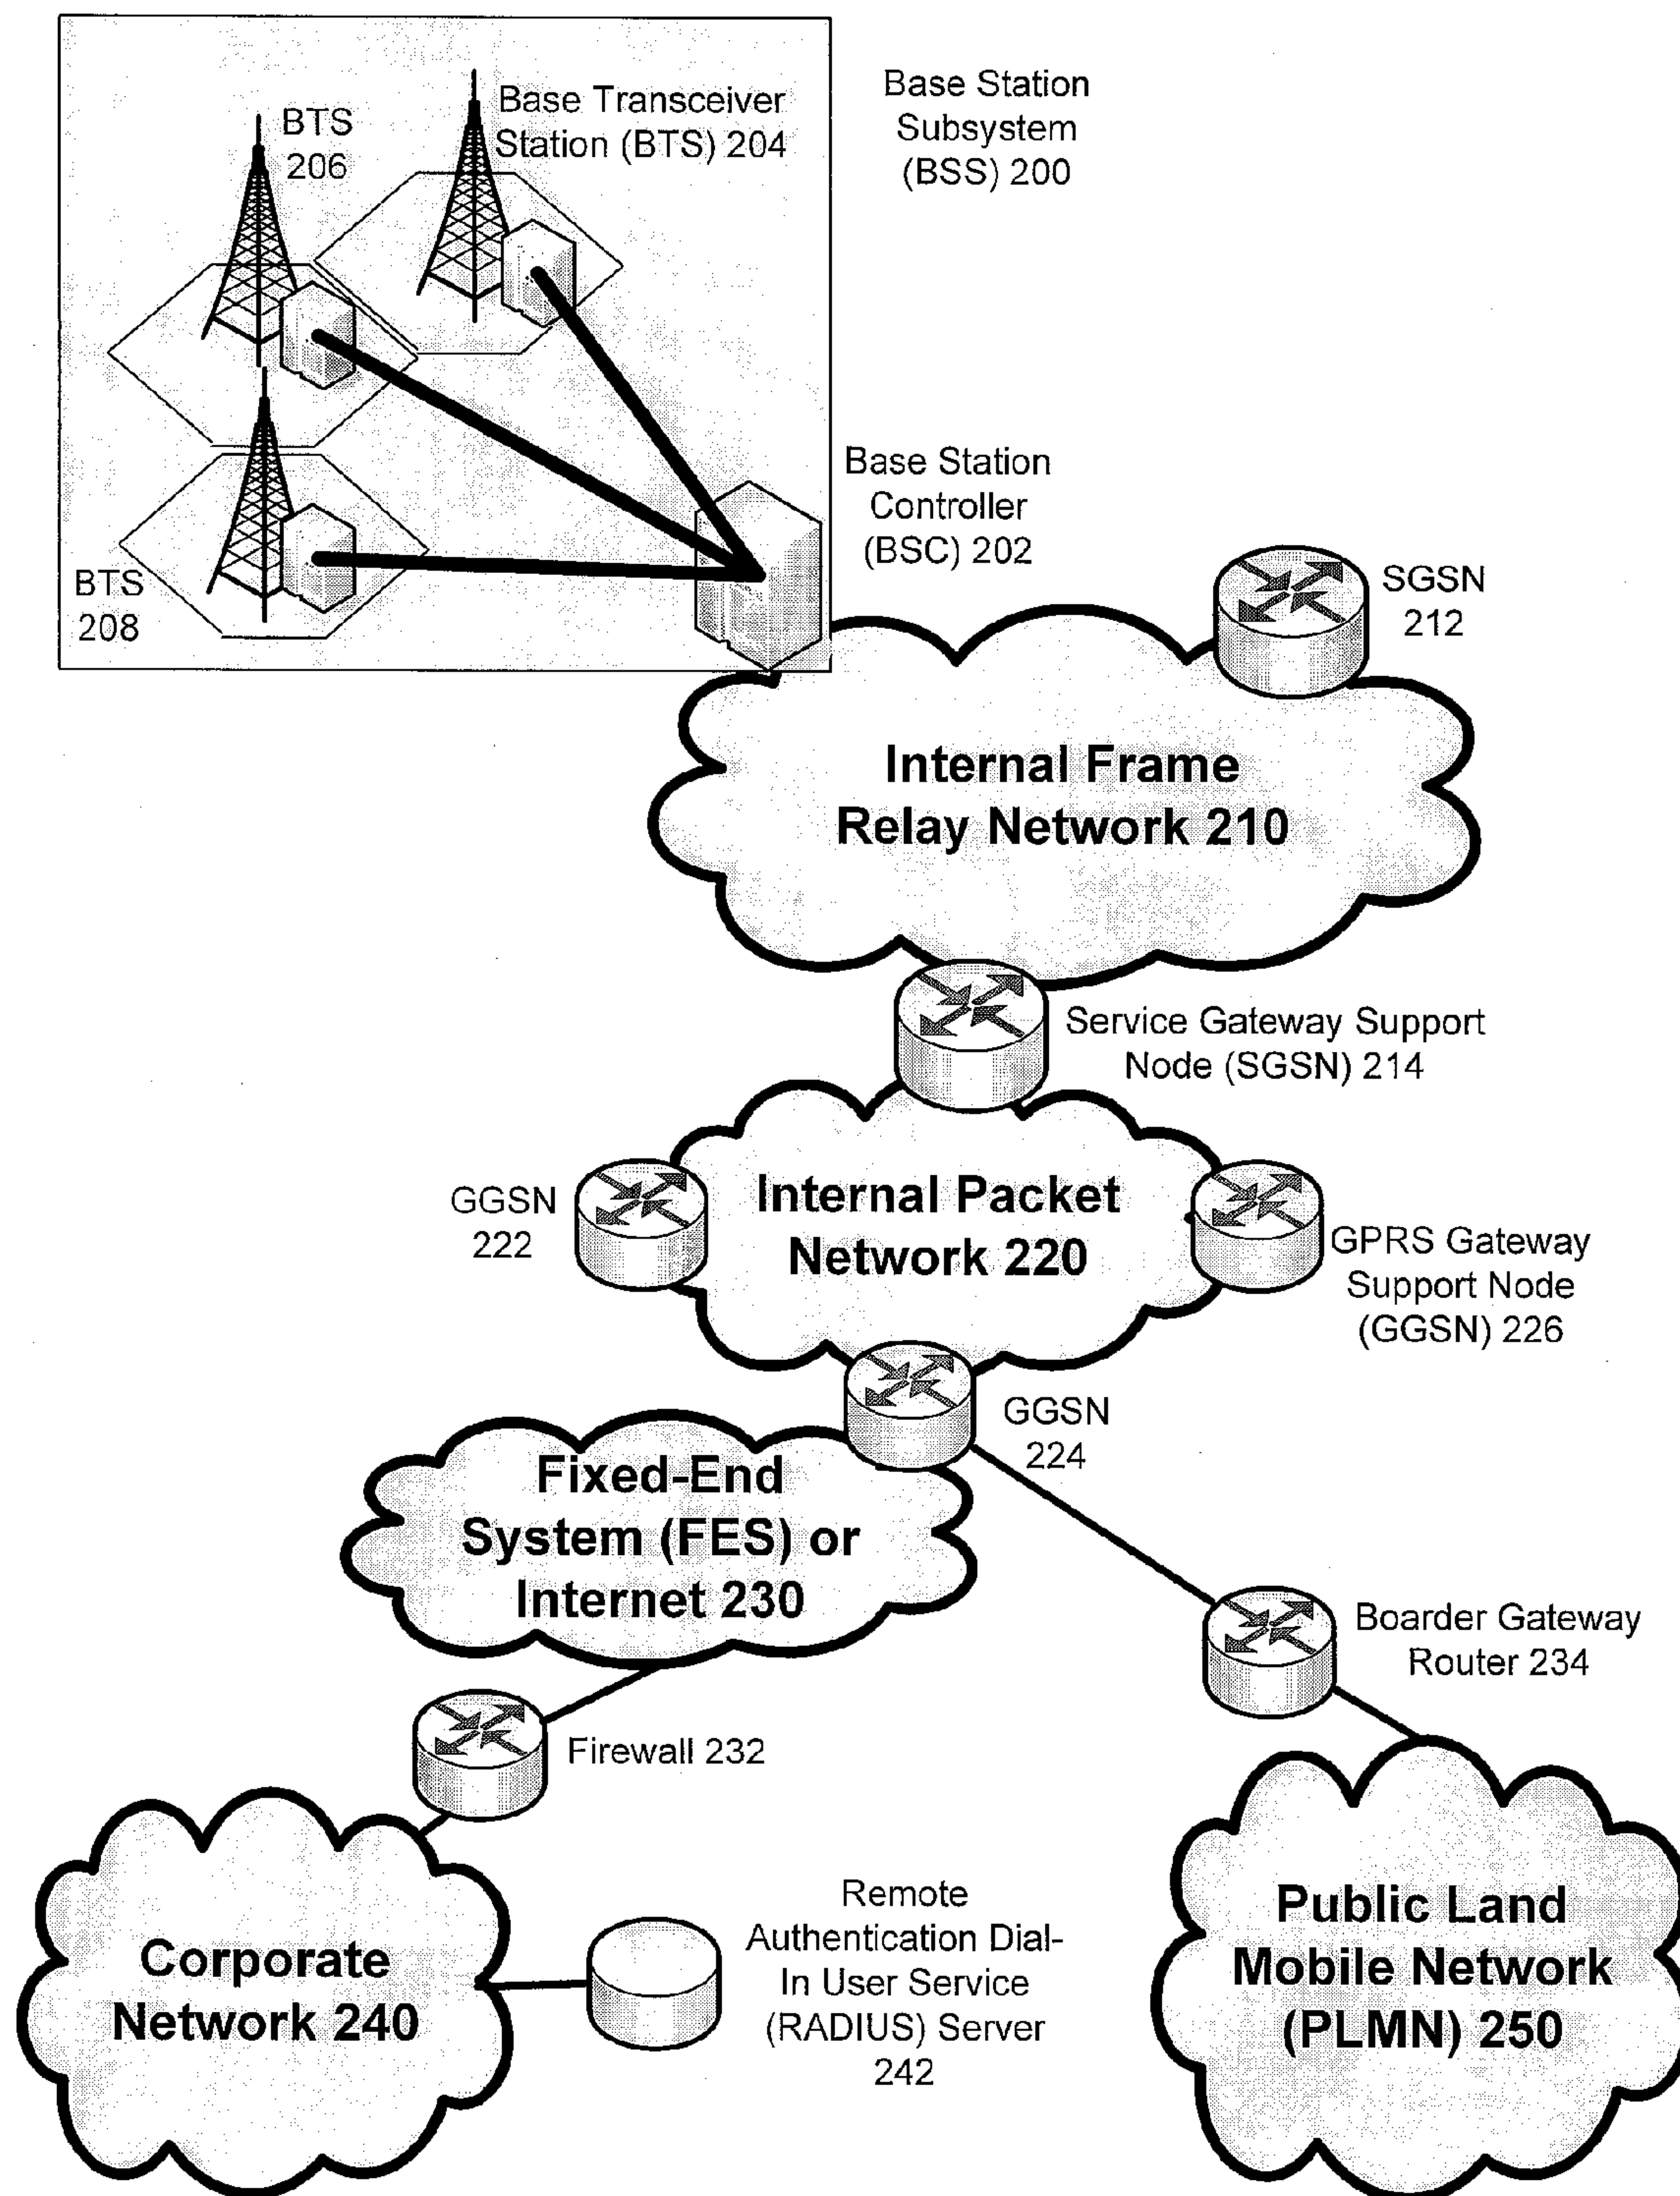 BTS
206
Base Transceiver
Station (BTS) 204
Base Station
Subsystem
(BSS) 200
Base Station
Controller
(BSC) 202
BTS
208
SGSN
212
Internal Frame
Relay Network 210
Service Gateway Support
Node (SGSN) 214
GGSN
222
Internal Packet
Network 220
GPRS Gateway
Support Node
(GGSN) 226
GGSN
224
Fixed-End
System (FES) or
Internet 230
Boarder Gateway
Router 234
Firewall 232
Corporate
Network 240
Remote
Authentication Dial-
In User Service
(RADIUS) Server
242
Public Land
Mobile Network
(PLMN) 250